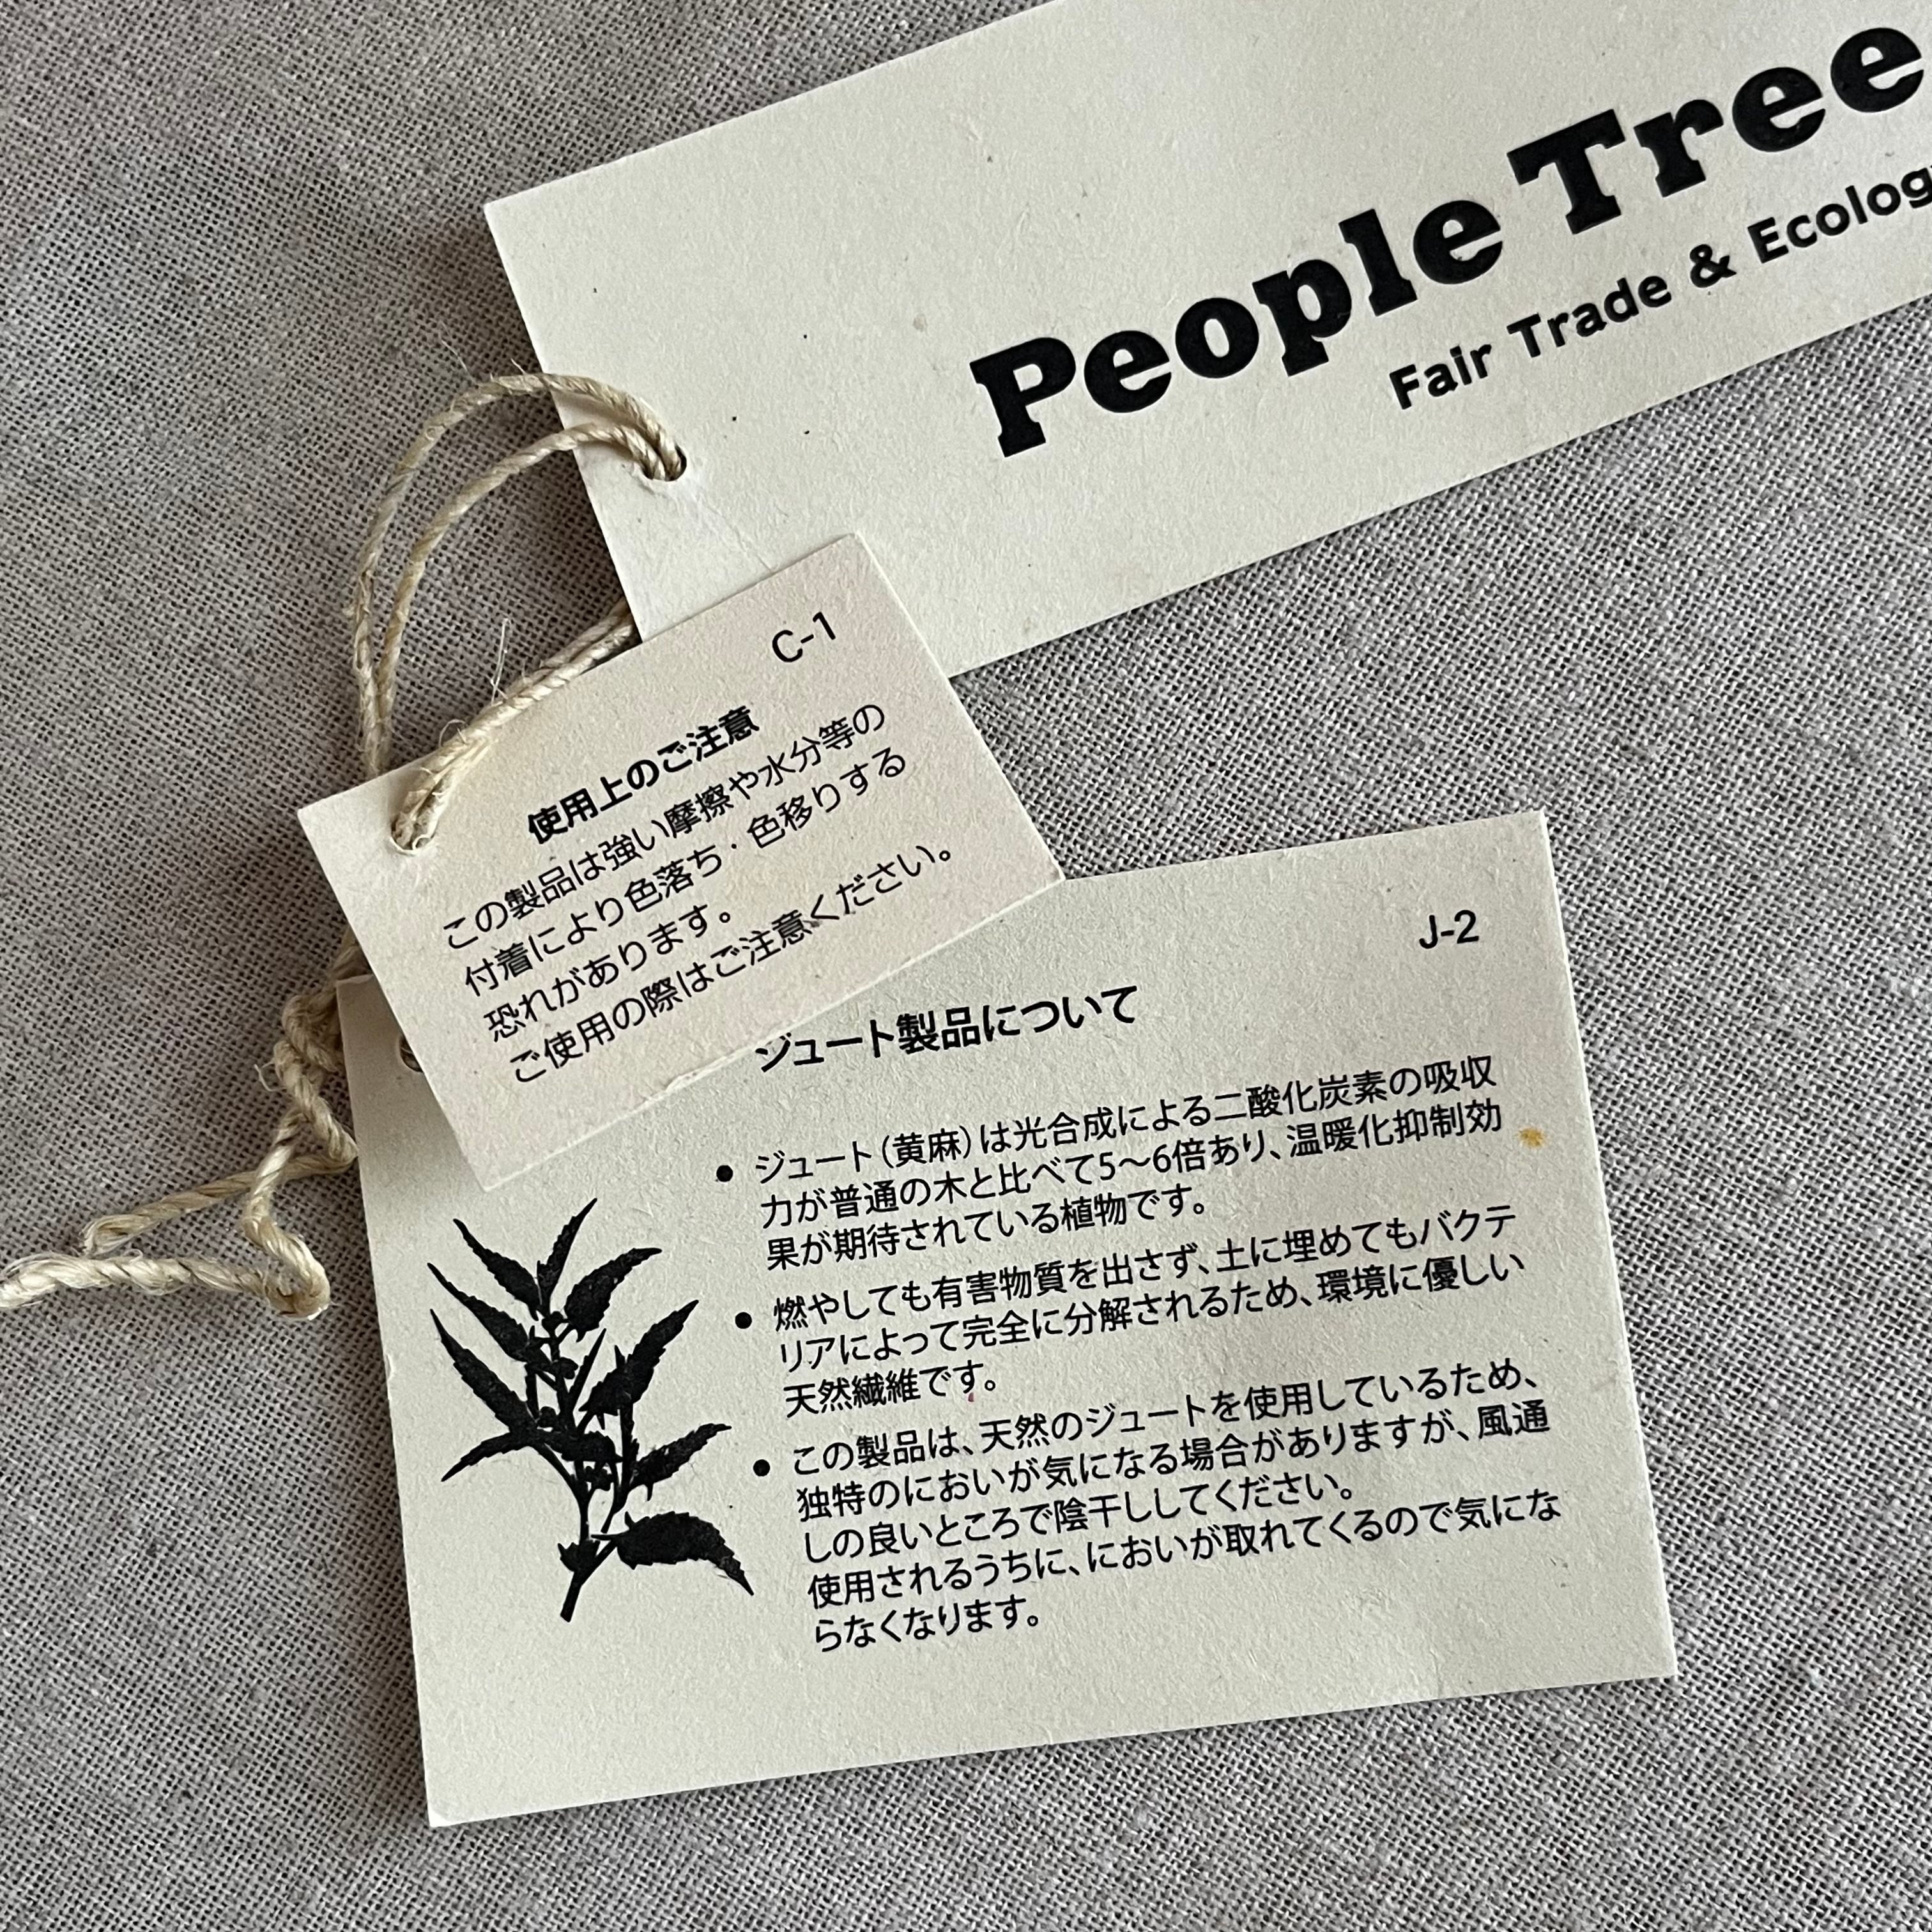 People Tree
Fair Trade & Ecolog
C-1
使用上のご注意
この製品は強い摩擦や水分等の
付着により色落ち・色移りする
恐れがあります。
ご使用の際はご注意ください。
J-2
ジュート製品について
● ジュート（黄麻）は光合成による二酸化炭素の吸収
力が普通の木と比べて5〜6倍あり、温暖化抑制効
果が期待されている植物です。
● 燃やしても有害物質を出さず、土に埋めてもバクテ
リアによって完全に分解されるため、環境に優しい
天然繊維です。
● この製品は、天然のジュートを使用しているため、
独特のにおいが気になる場合がありますが、風通
しの良いところで陰干ししてください。
使用されるうちに、においが取れてくるので気にな
らなくなります。